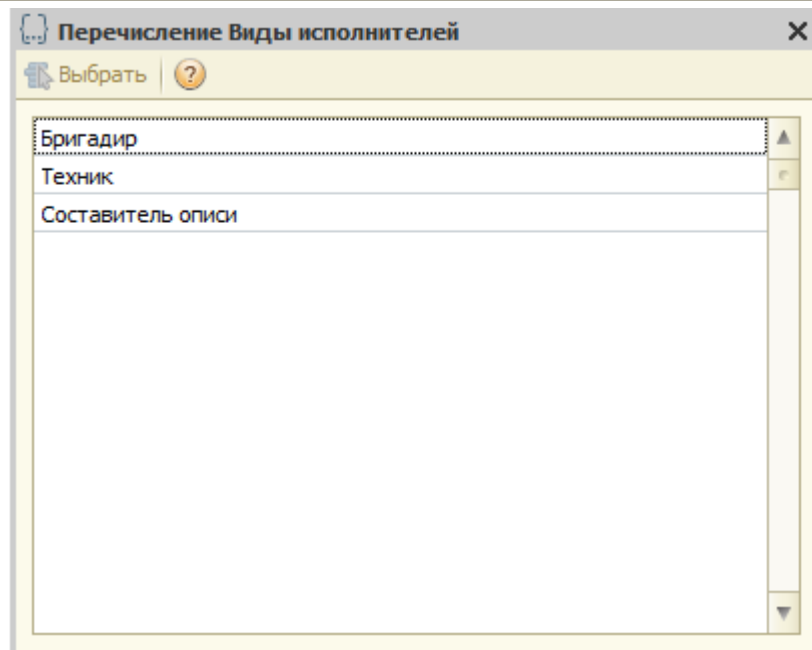 {...} Перечисление Виды исполнителей
Выбрать ?
Бригадир
Техник
Составитель описи